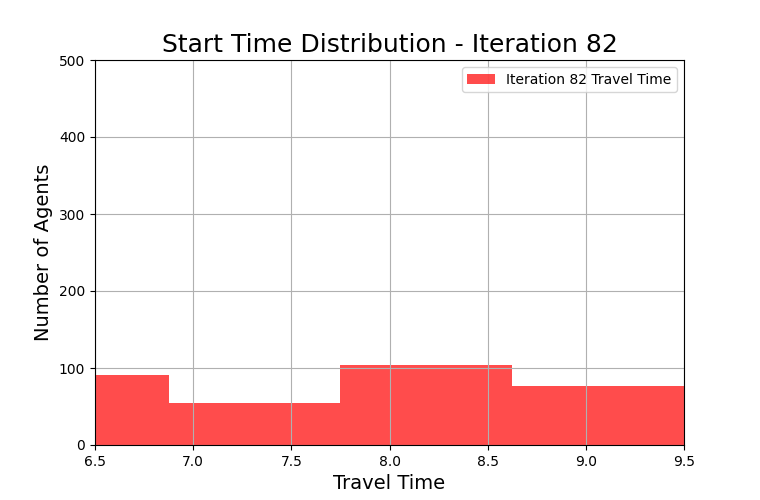 Start Time Distribution - Iteration 82
Iteration 82 Travel Time
Number of Agents
500
400
300
200
100
0
6.5 7.0 7.5 8.0 8.5 9.0 9.5
Travel Time